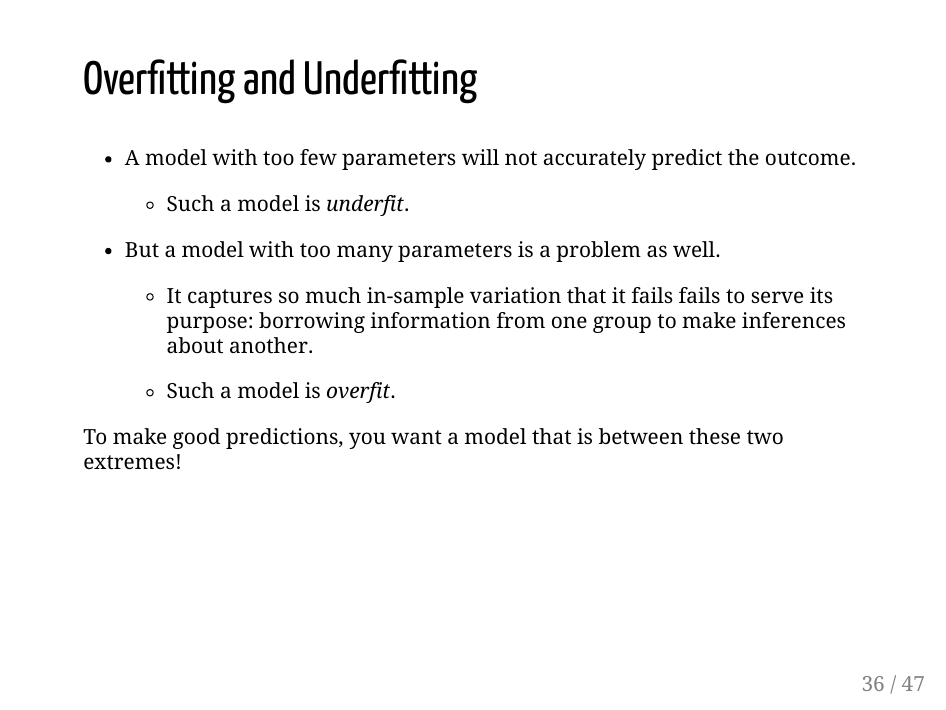 Overfitting and Underfitting
• A model with too few parameters will not accurately predict the outcome.
◦ Such a model is underfit.
• But a model with too many parameters is a problem as well.
◦ It captures so much in-sample variation that it fails fails to serve its
purpose: borrowing information from one group to make inferences
about another.
◦ Such a model is overfit.
To make good predictions, you want a model that is between these two
extremes!
36 / 47